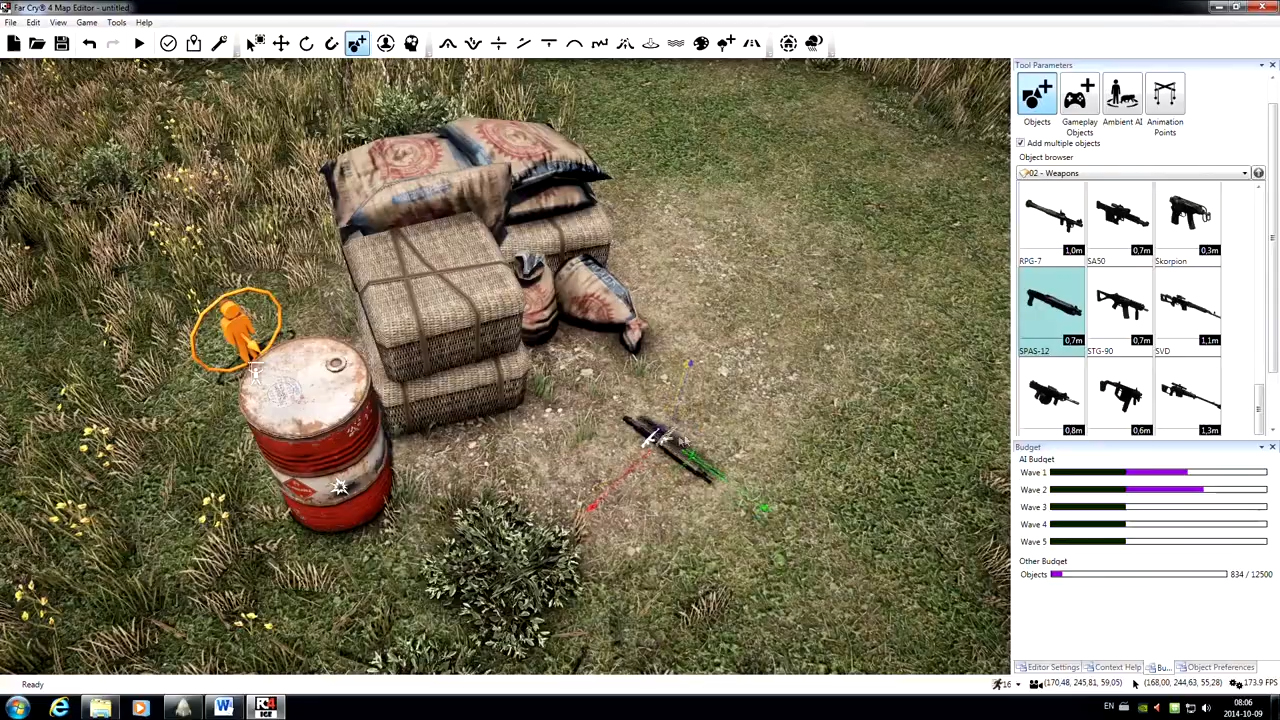 Far Cry® 4 Map Editor - untitled
File Edit View Game Tools Help
Tool Parameters
Objects Gameplay Objects Ambient AI Animation Points
Add multiple objects
Object browser
02 - Weapons
1,0m 0,7m 0,3m
RPG-7 SA50 Skorpion
0,7m 0,7m 1,1m
SPAS-12 STG-90 SVD
0,8m 0,6m 1,3m
Budget
AI Budget
Wave 1
Wave 2
Wave 3
Wave 4
Wave 5
Other Budget
Objects 834 / 12500
Editor Settings Context Help Bu... Object Preferences
Ready 16 (170,48, 245,81, 59,05) (168,00, 244,63, 55,28) 173.9 FPS
EN 08:06
2014-10-09